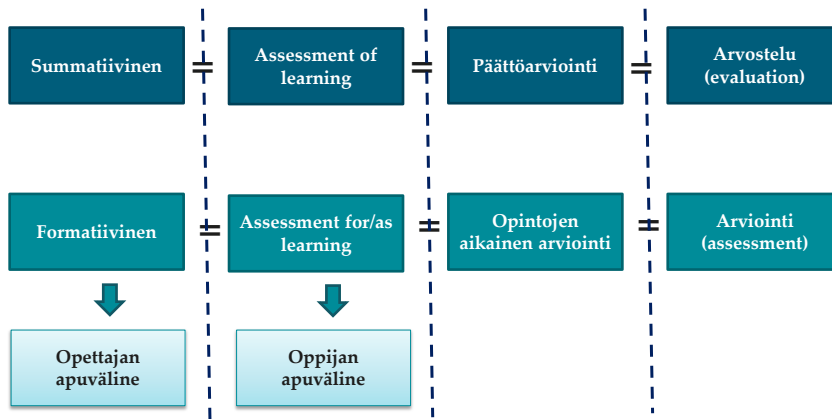 Summatiivinen
=
Assessment of
learning
=
Päättöarviointi
=
Arvostelu
(evaluation)
Formatiivinen
=
Assessment for/as
learning
=
Opintojen
aikainen arviointi
=
Arviointi
(assessment)
Opettajan
apuväline
Oppijan
apuväline